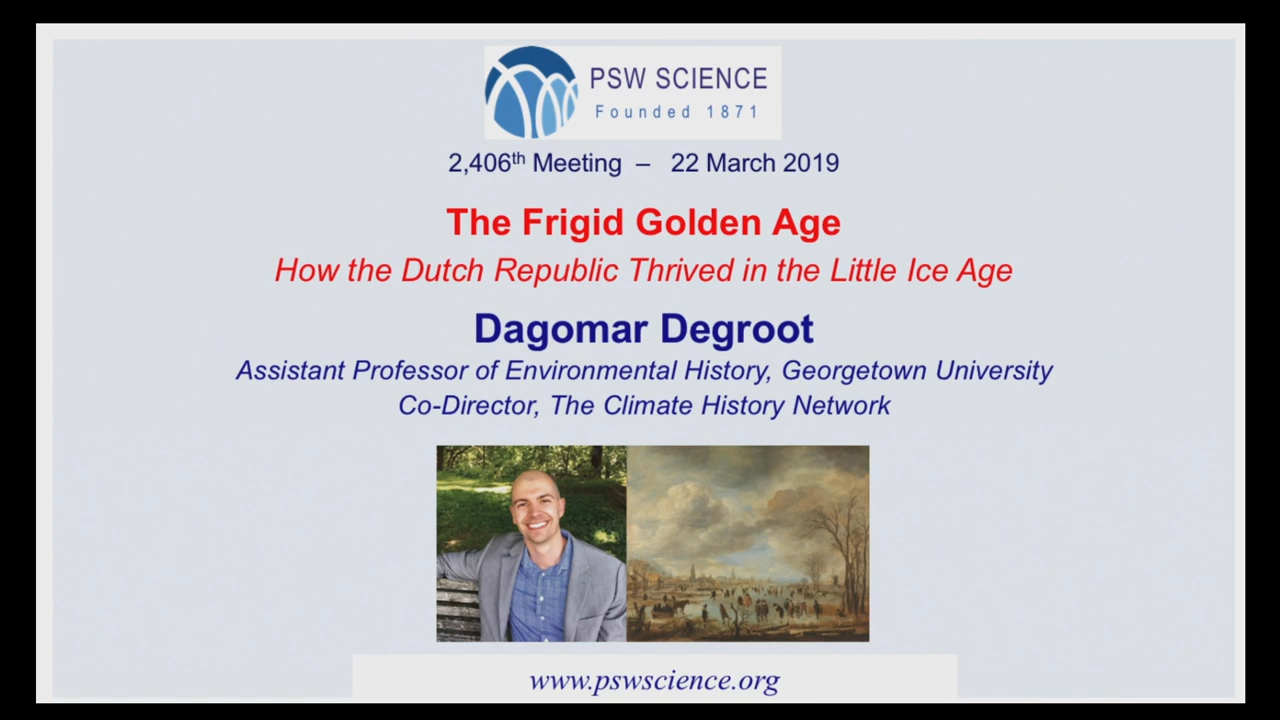 PSW SCIENCE
Founded 1871
2,406th Meeting – 22 March 2019
The Frigid Golden Age
How the Dutch Republic Thrived in the Little Ice Age
Dagomar Degroot
Assistant Professor of Environmental History, Georgetown University
Co-Director, The Climate History Network
www.pswscience.org